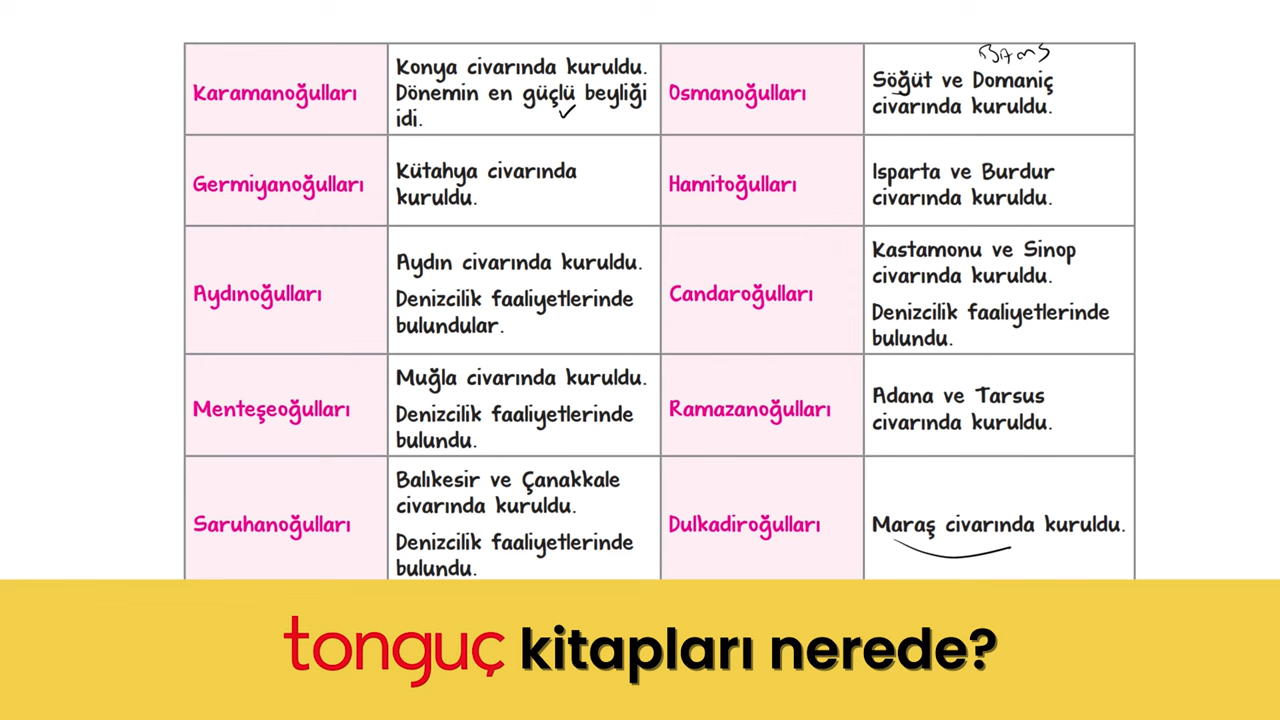 Karamanoğulları
Konya civarında kuruldu.
Dönemin en güçlü beyliği
idi.
Osmanoğulları
Söğüt ve Domaniç
civarında kuruldu.
Germiyanoğulları
Kütahya civarında
kuruldu.
Hamitoğulları
Isparta ve Burdur
civarında kuruldu.
Aydınoğulları
Aydın civarında kuruldu.
Denizcilik faaliyetlerinde
bulundular.
Candaroğulları
Kastamonu ve Sinop
civarında kuruldu.
Denizcilik faaliyetlerinde
bulundu.
Menteşeoğulları
Muğla civarında kuruldu.
Denizcilik faaliyetlerinde
bulundu.
Ramazanoğulları
Adana ve Tarsus
civarında kuruldu.
Saruhanoğulları
Balıkesir ve Çanakkale
civarında kuruldu.
Denizcilik faaliyetlerinde
bulundu.
Dulkadiroğulları
Maraş civarında kuruldu.
tonguç kitapları nerede?